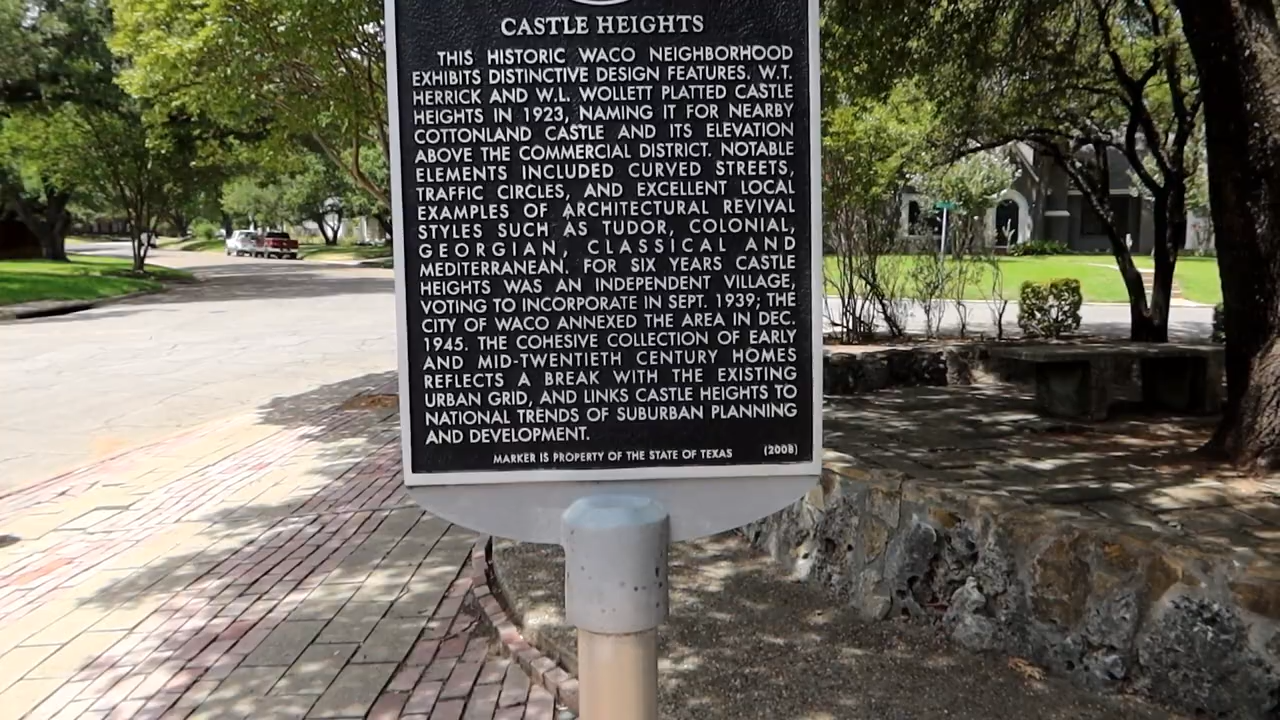 CASTLE HEIGHTS
THIS HISTORIC WACO NEIGHBORHOOD
EXHIBITS DISTINCTIVE DESIGN FEATURES. W.T.
HERRICK AND W.L. WOLLETT PLATTED CASTLE
HEIGHTS IN 1923, NAMING IT FOR NEARBY
COTTONLAND CASTLE AND ITS ELEVATION
ABOVE THE COMMERCIAL DISTRICT. NOTABLE
ELEMENTS INCLUDED CURVED STREETS,
TRAFFIC CIRCLES, AND EXCELLENT LOCAL
EXAMPLES OF ARCHITECTURAL REVIVAL
STYLES SUCH AS TUDOR, COLONIAL,
GEORGIAN, CLASSICAL AND
MEDITERRANEAN. FOR SIX YEARS CASTLE
HEIGHTS WAS AN INDEPENDENT VILLAGE,
VOTING TO INCORPORATE IN SEPT. 1939; THE
CITY OF WACO ANNEXED THE AREA IN DEC.
1945. THE COHESIVE COLLECTION OF EARLY
AND MID-TWENTIETH CENTURY HOMES
REFLECTS A BREAK WITH THE EXISTING
URBAN GRID, AND LINKS CASTLE HEIGHTS TO
NATIONAL TRENDS OF SUBURBAN PLANNING
AND DEVELOPMENT.
(2008)
MARKER IS PROPERTY OF THE STATE OF TEXAS